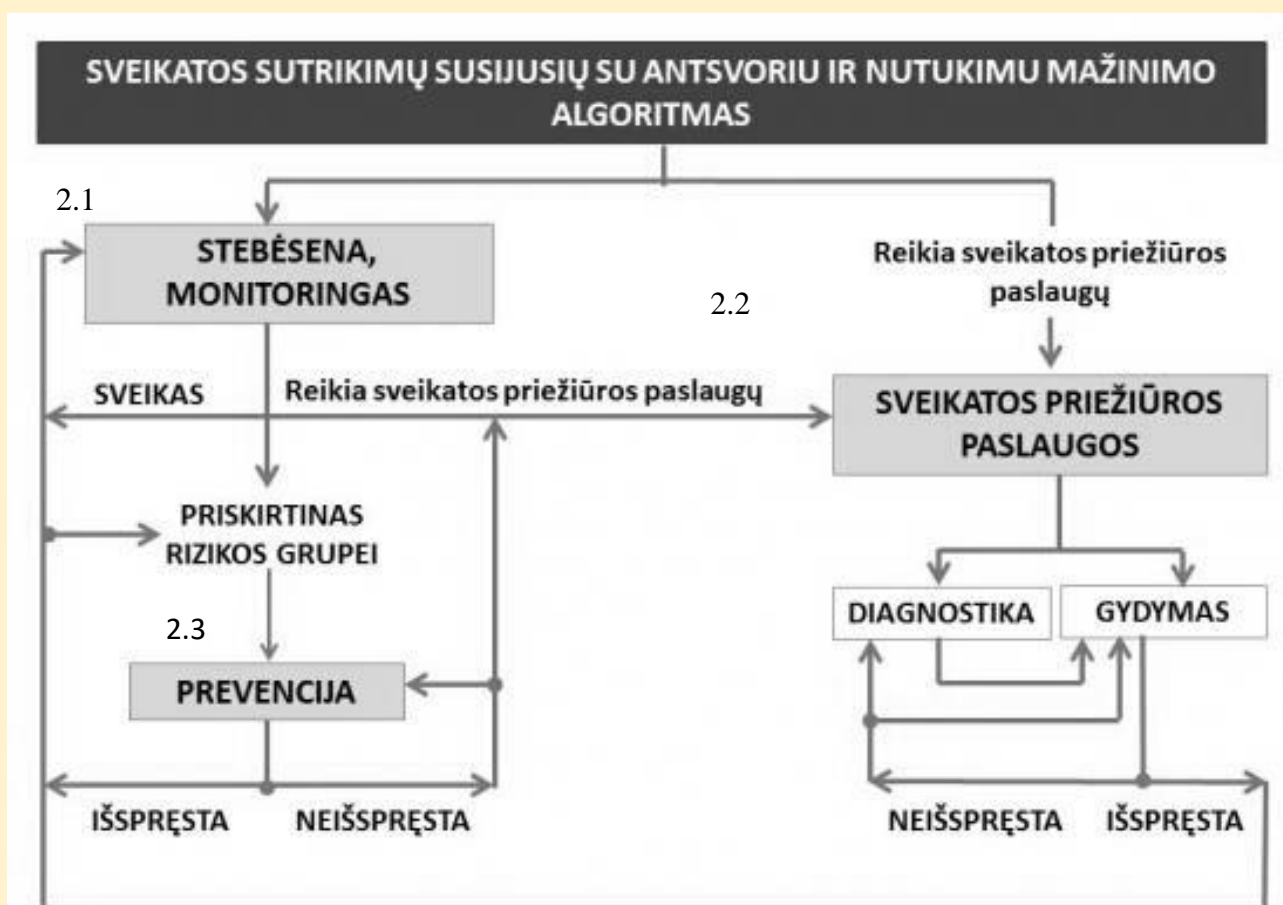 SVEIKATOS SUTRIKIMŲ SUSIJUSIŲ SU ANTSVORIU IR NUTUKIMU MAŽINIMO
ALGORITMAS
2.1
STEBĖSENA,
MONITORINGAS
Reikia sveikatos priežiūros
paslaugų
2.2
SVEIKAS
Reikia sveikatos priežiūros paslaugų
SVEIKATOS PRIEŽIŪROS
PASLAUGOS
PRISKIRTINAS
RIZIKOS GRUPEI
2.3
PREVENCIJA
DIAGNOSTIKA
GYDYMAS
IŠSPRĘSTA
NEIŠSPRĘSTA
NEIŠSPRĘSTA
IŠSPRĘSTA